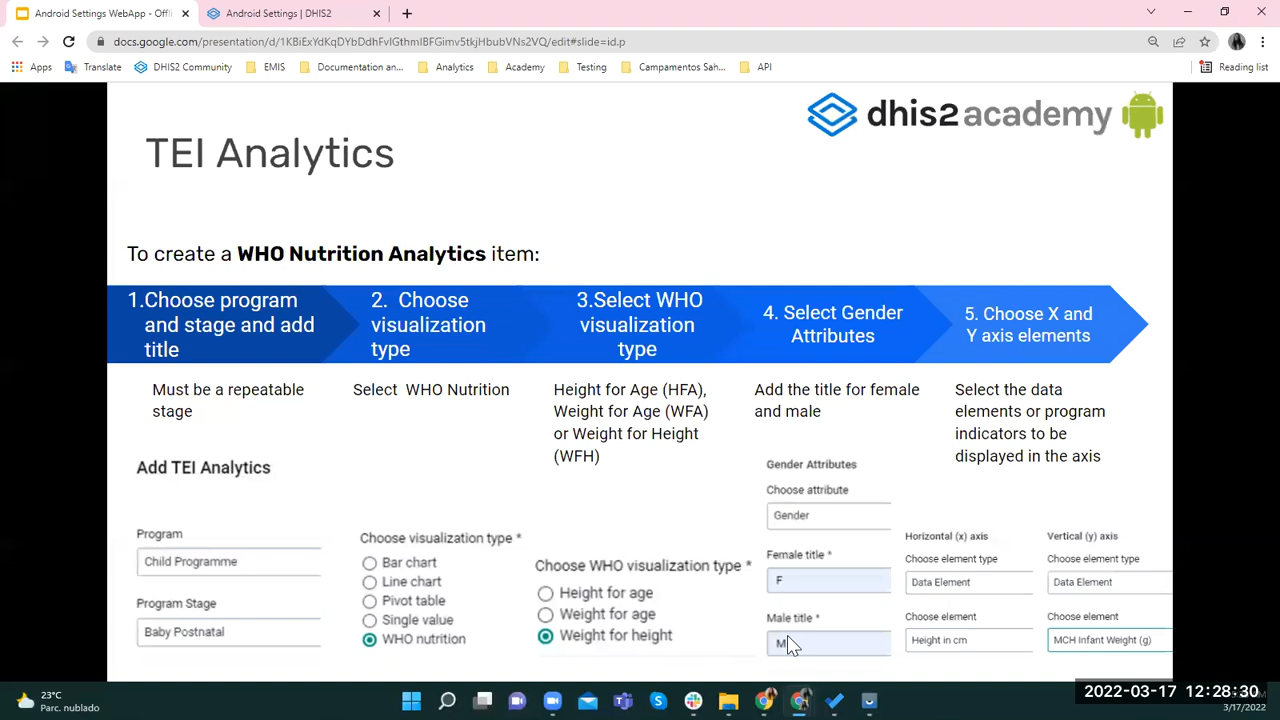 Android Settings WebApp - Offli
Android Settings | DHIS2
docs.google.com/presentation/d/1KBiExYdKqDYbDdhFvIGthmIBFGimv5tkjHbubVNs2VQ/edit#slide=id.p
Apps
Translate
DHIS2 Community
EMIS
Documentation an...
Analytics
Academy
Testing
Campamentos Sah...
API
Reading list
dhis2 academy
TEI Analytics
To create a WHO Nutrition Analytics item:
1.Choose program
and stage and add
title
2. Choose
visualization
type
3.Select WHO
visualization
type
4. Select Gender
Attributes
5. Choose X and
Y axis elements
Must be a repeatable
stage
Select WHO Nutrition
Height for Age (HFA),
Weight for Age (WFA)
or Weight for Height
(WFH)
Add the title for female
and male
Select the data
elements or program
indicators to be
displayed in the axis
Add TEI Analytics
Program
Child Programme
Program Stage
Baby Postnatal
Choose visualization type *
Bar chart
Line chart
Pivot table
Single value
WHO nutrition
Choose WHO visualization type *
Height for age
Weight for age
Weight for height
Gender Attributes
Choose attribute
Gender
Female title *
F
Male title *
M
Horizontal (x) axis
Choose element type
Data Element
Choose element
Height in cm
Vertical (y) axis
Choose element type
Data Element
Choose element
MCH Infant Weight (g)
23°C
Parc. nublado
2022-03-17 12:28:30
3/17/2022